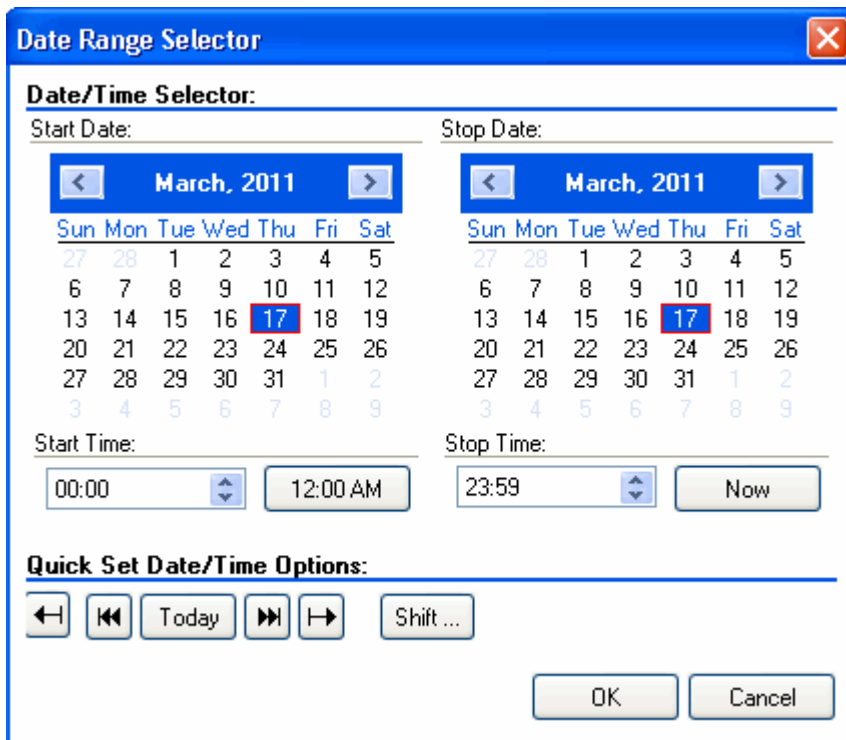 Date Range Selector
Date/Time Selector:
Start Date:
March, 2011
Sun Mon Tue Wed Thu Fri Sat
27 28 1 2 3 4 5
6 7 8 9 10 11 12
13 14 15 16 17 18 19
20 21 22 23 24 25 26
27 28 29 30 31 1 2
3 4 5 6 7 8 9
Start Time:
00:00 12:00 AM
Stop Date:
March, 2011
Sun Mon Tue Wed Thu Fri Sat
27 28 1 2 3 4 5
6 7 8 9 10 11 12
13 14 15 16 17 18 19
20 21 22 23 24 25 26
27 28 29 30 31 1 2
3 4 5 6 7 8 9
Stop Time:
23:59 Now
Quick Set Date/Time Options:
Today Shift ...
OK Cancel